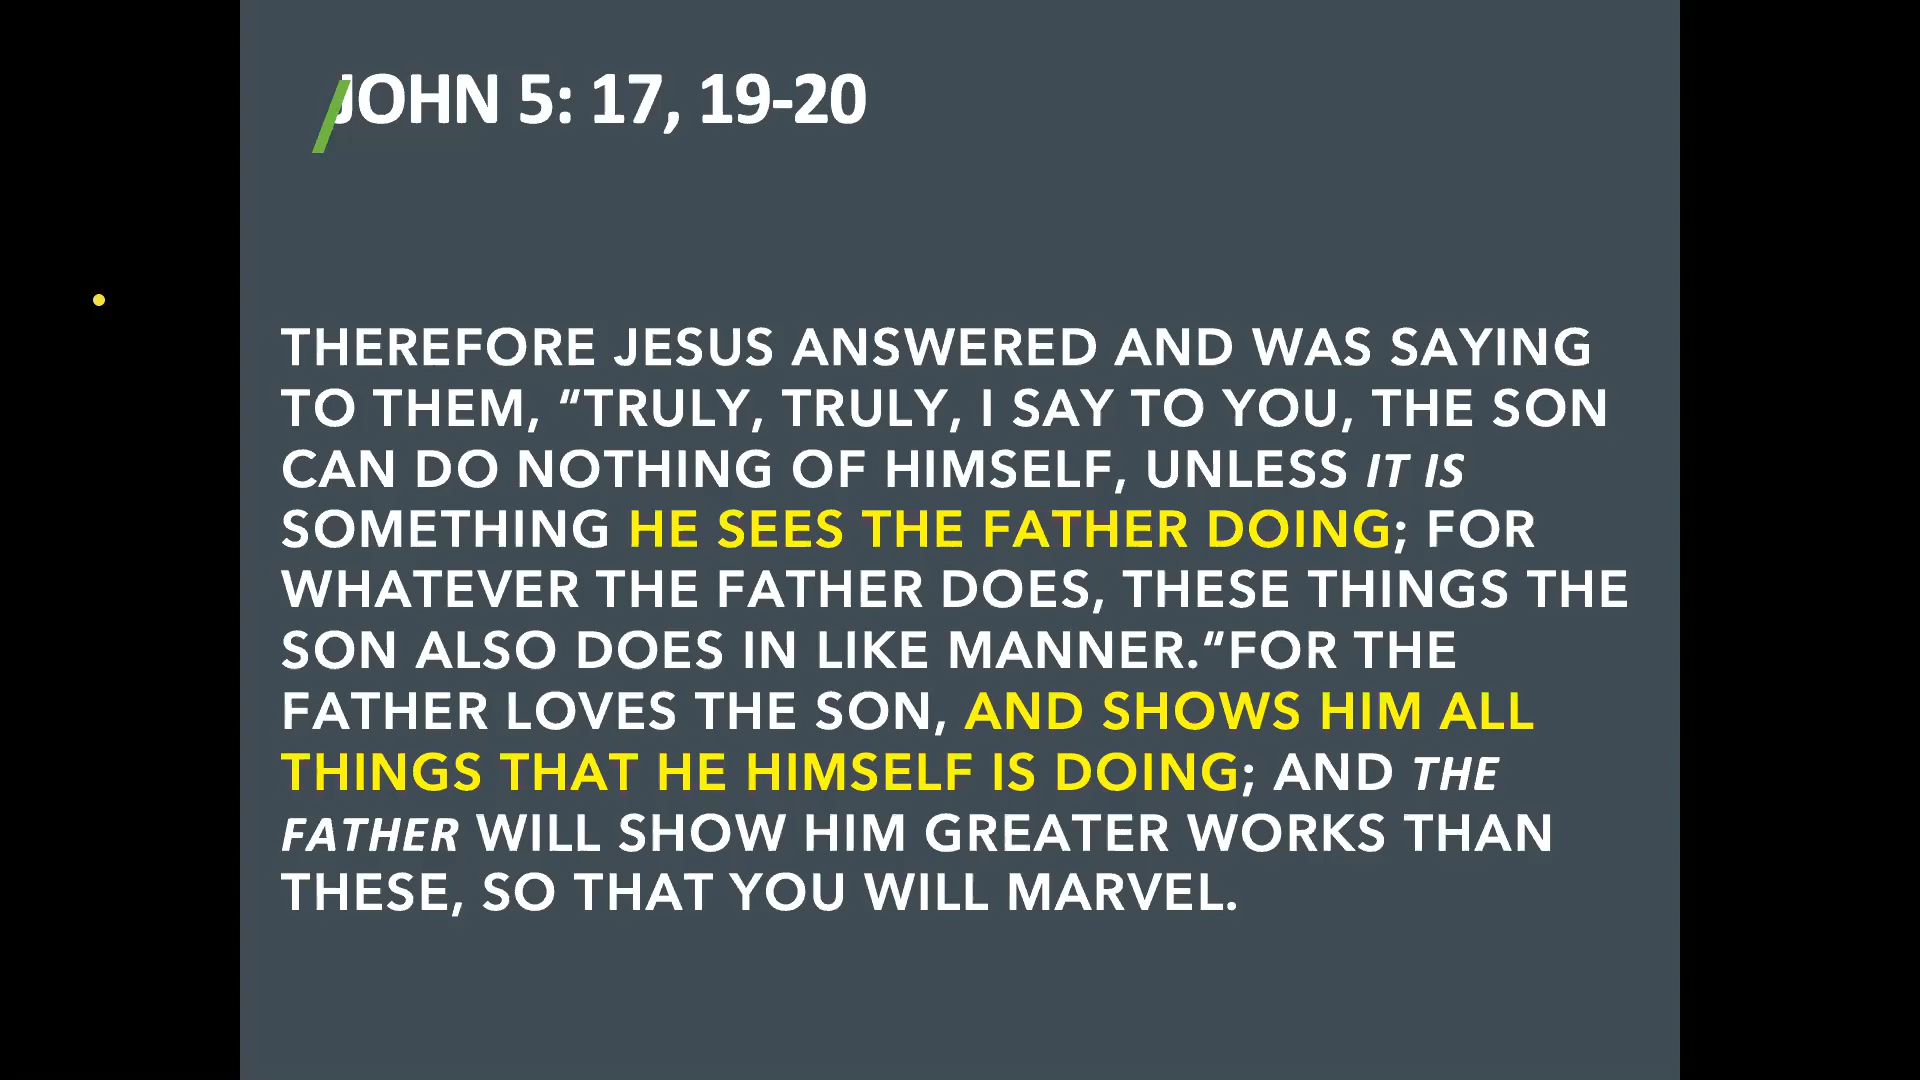 JOHN 5: 17, 19-20
THEREFORE JESUS ANSWERED AND WAS SAYING
TO THEM, “TRULY, TRULY, I SAY TO YOU, THE SON
CAN DO NOTHING OF HIMSELF, UNLESS IT IS
SOMETHING HE SEES THE FATHER DOING; FOR
WHATEVER THE FATHER DOES, THESE THINGS THE
SON ALSO DOES IN LIKE MANNER.“FOR THE
FATHER LOVES THE SON, AND SHOWS HIM ALL
THINGS THAT HE HIMSELF IS DOING; AND THE
FATHER WILL SHOW HIM GREATER WORKS THAN
THESE, SO THAT YOU WILL MARVEL.